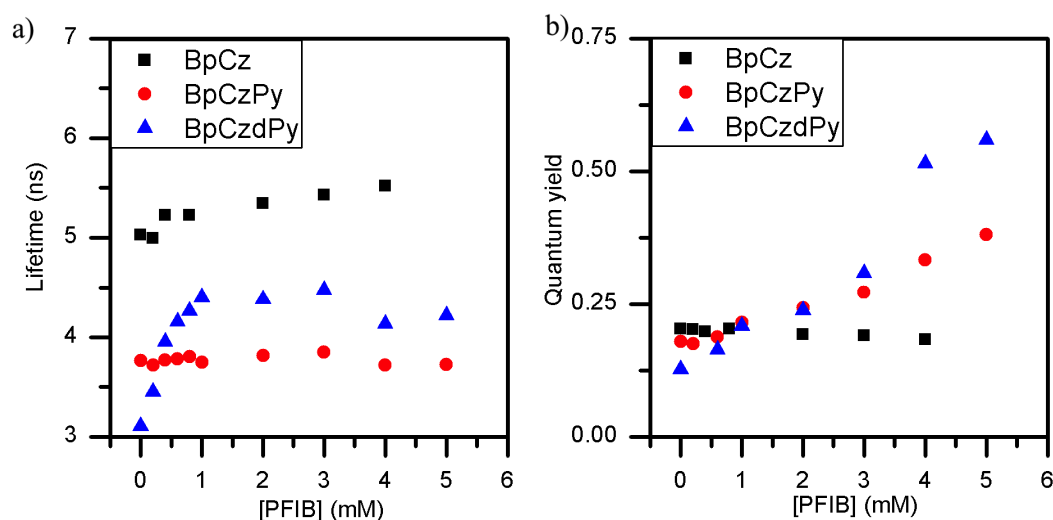 a)
7
6
5
4
3
Lifetime (ns)
BpCz
BpCzPy
BpCzdPy
0 1 2 3 4 5 6
[PFIB] (mM)
b)
0.75
0.50
0.25
0.00
Quantum yield
BpCz
BpCzPy
BpCzdPy
0 1 2 3 4 5 6
[PFIB] (mM)